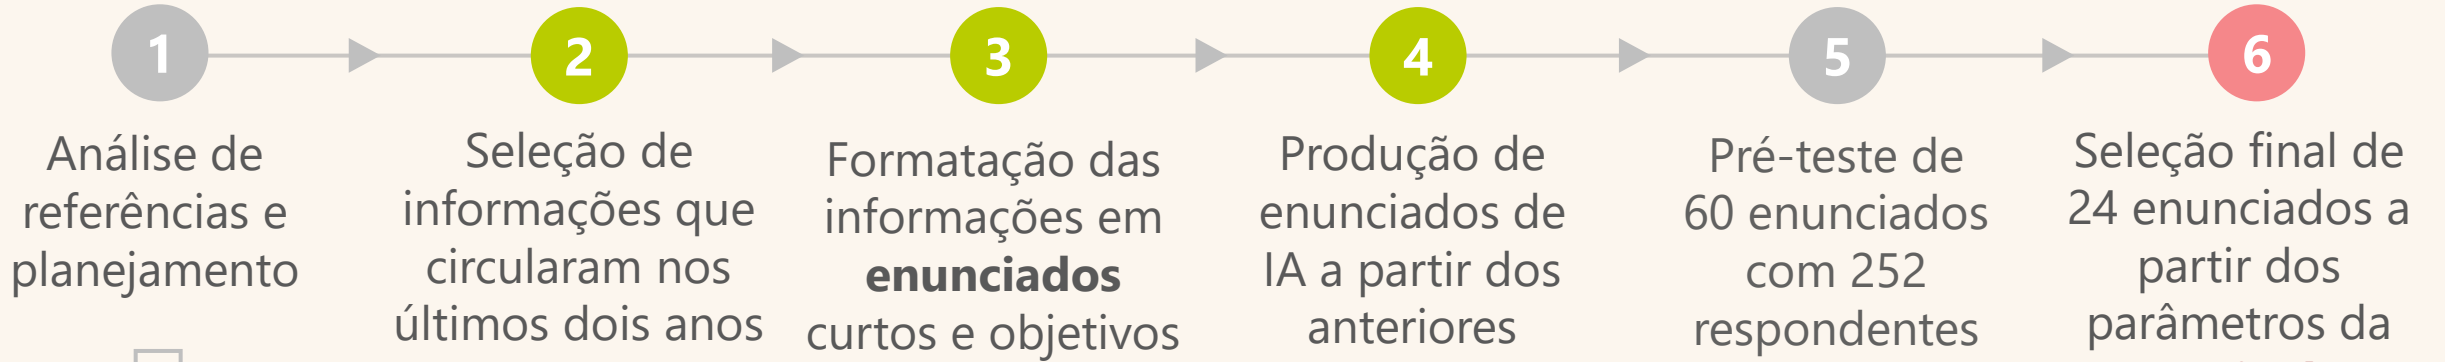 1
2
3
4
5
6
Análise de
referências e
planejamento
Seleção de
informações que
circularam nos
últimos dois anos
Formatação das
informações em
enunciados
curtos e objetivos
Produção de
enunciados de
IA a partir dos
anteriores
Pré-teste de
60 enunciados
com 252
respondentes
Seleção final de
24 enunciados a
partir dos
parâmetros da